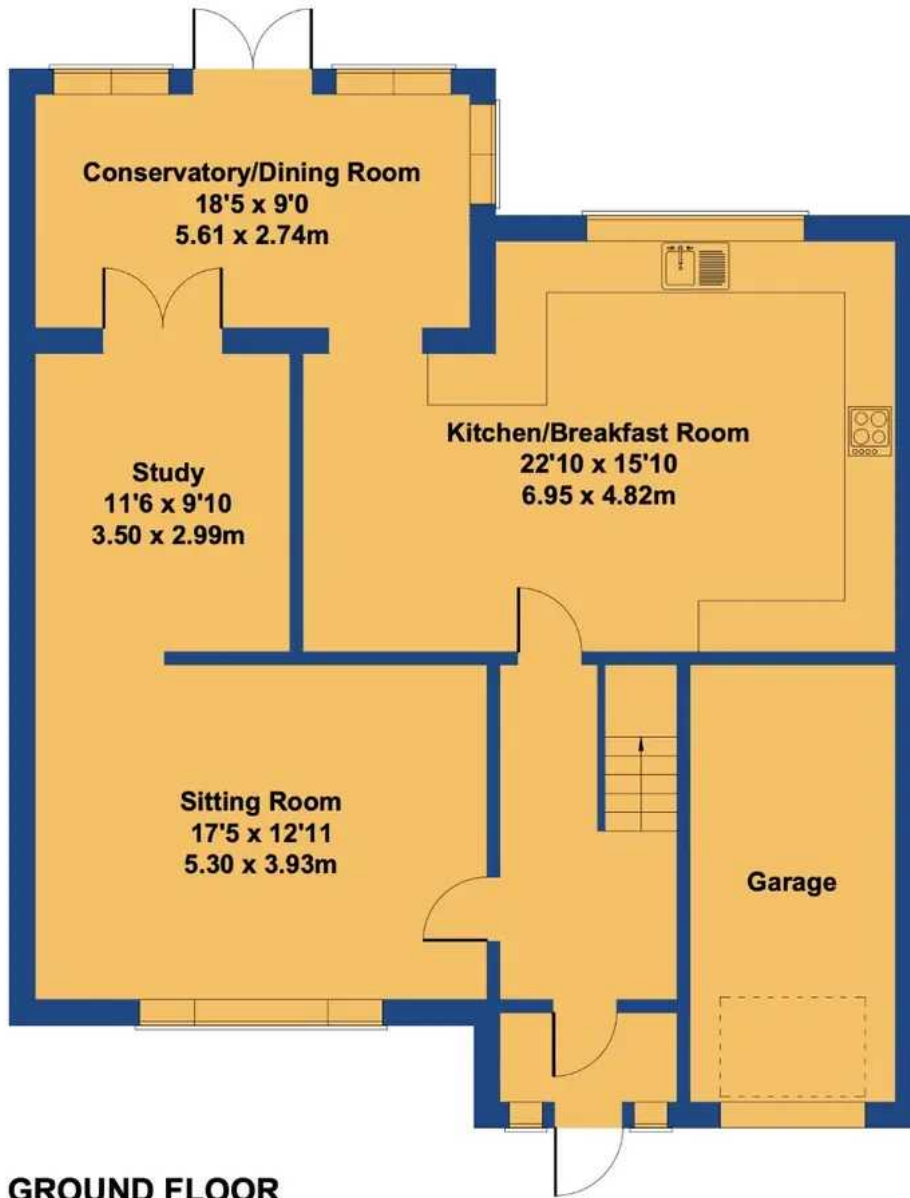 Conservatory/Dining Room
18'5 x 9'0
5.61 x 2.74m
Kitchen/Breakfast Room
22'10 x 15'10
6.95 x 4.82m
Study
11'6 x 9'10
3.50 x 2.99m
Sitting Room
17'5 x 12'11
5.30 x 3.93m
Garage
GROUND FLOOR